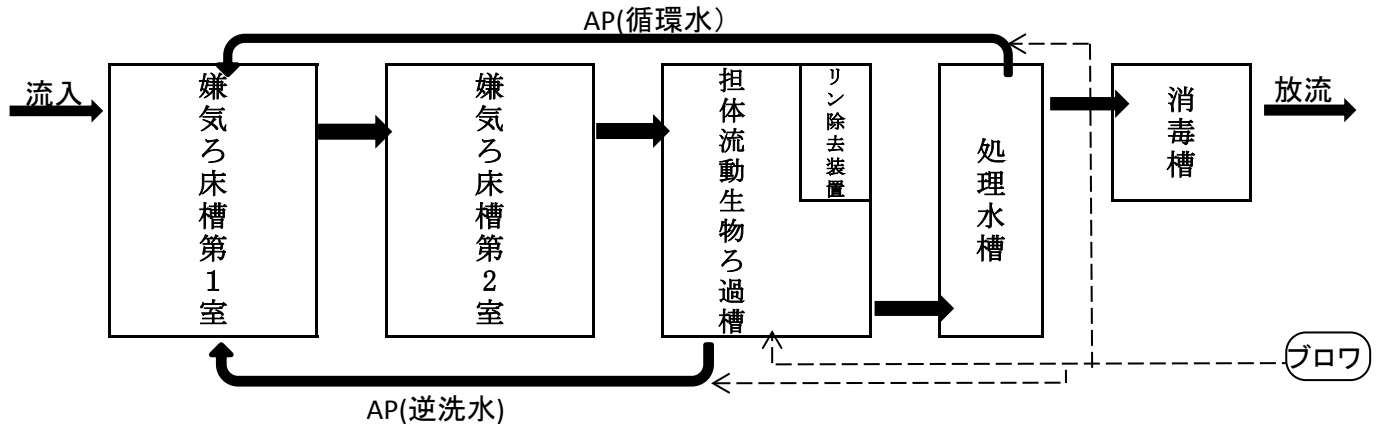 AP(循環水)
流入
嫌気ろ床槽第1室
嫌気ろ床槽第2室
担体流動生物ろ過槽
リン除去装置
処理水槽
消毒槽
放流
ブロワ
AP(逆洗水)